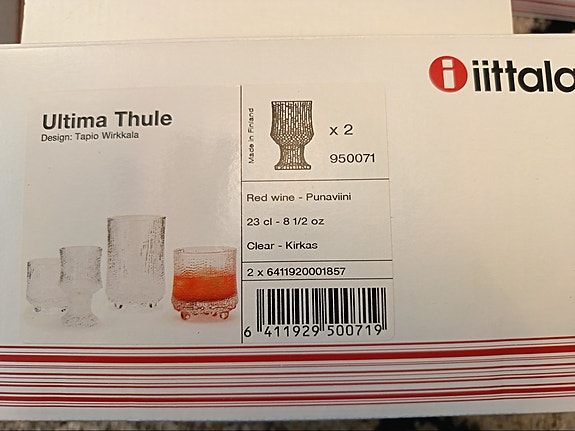 iittala
Ultima Thule
Design: Tapio Wirkkala
Made in Finland
x 2
950071
Red wine - Punaviini
23 cl - 8 1/2 oz
Clear - Kirkas
2 x 6411920001857
6 411929 500719